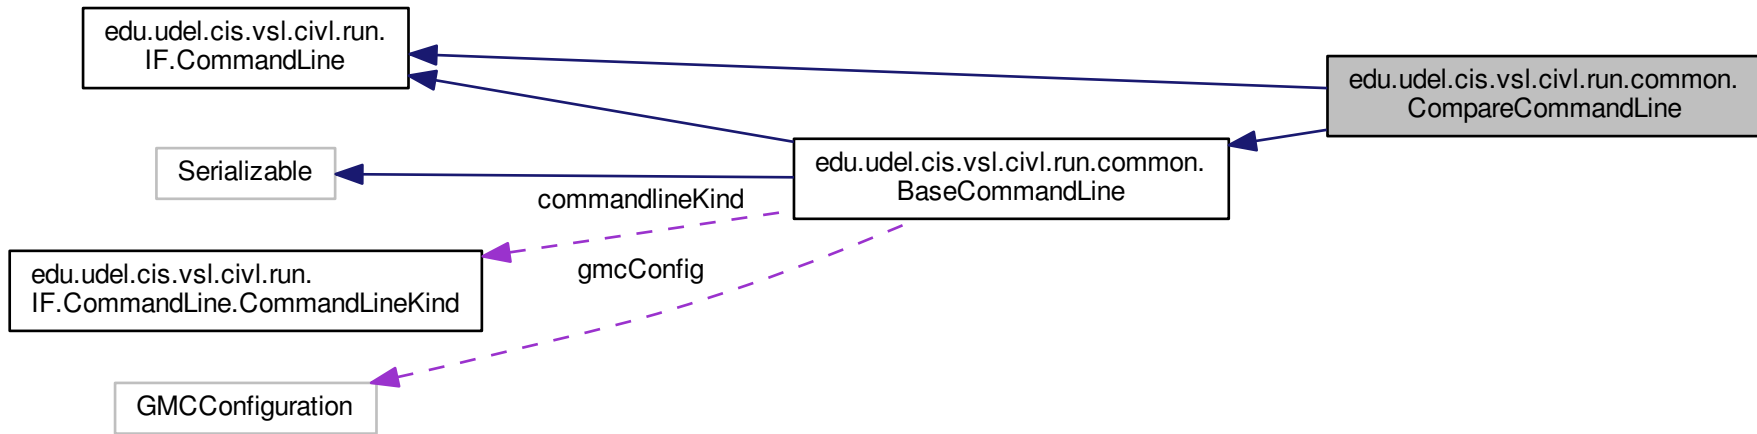 edu.udel.cis.vsl.civl.run.
IF.CommandLine
edu.udel.cis.vsl.civl.run.common.
CompareCommandLine
Serializable
edu.udel.cis.vsl.civl.run.common.
BaseCommandLine
commandlineKind
edu.udel.cis.vsl.civl.run.
IF.CommandLine.CommandLineKind
gmcConfig
GMCConfiguration